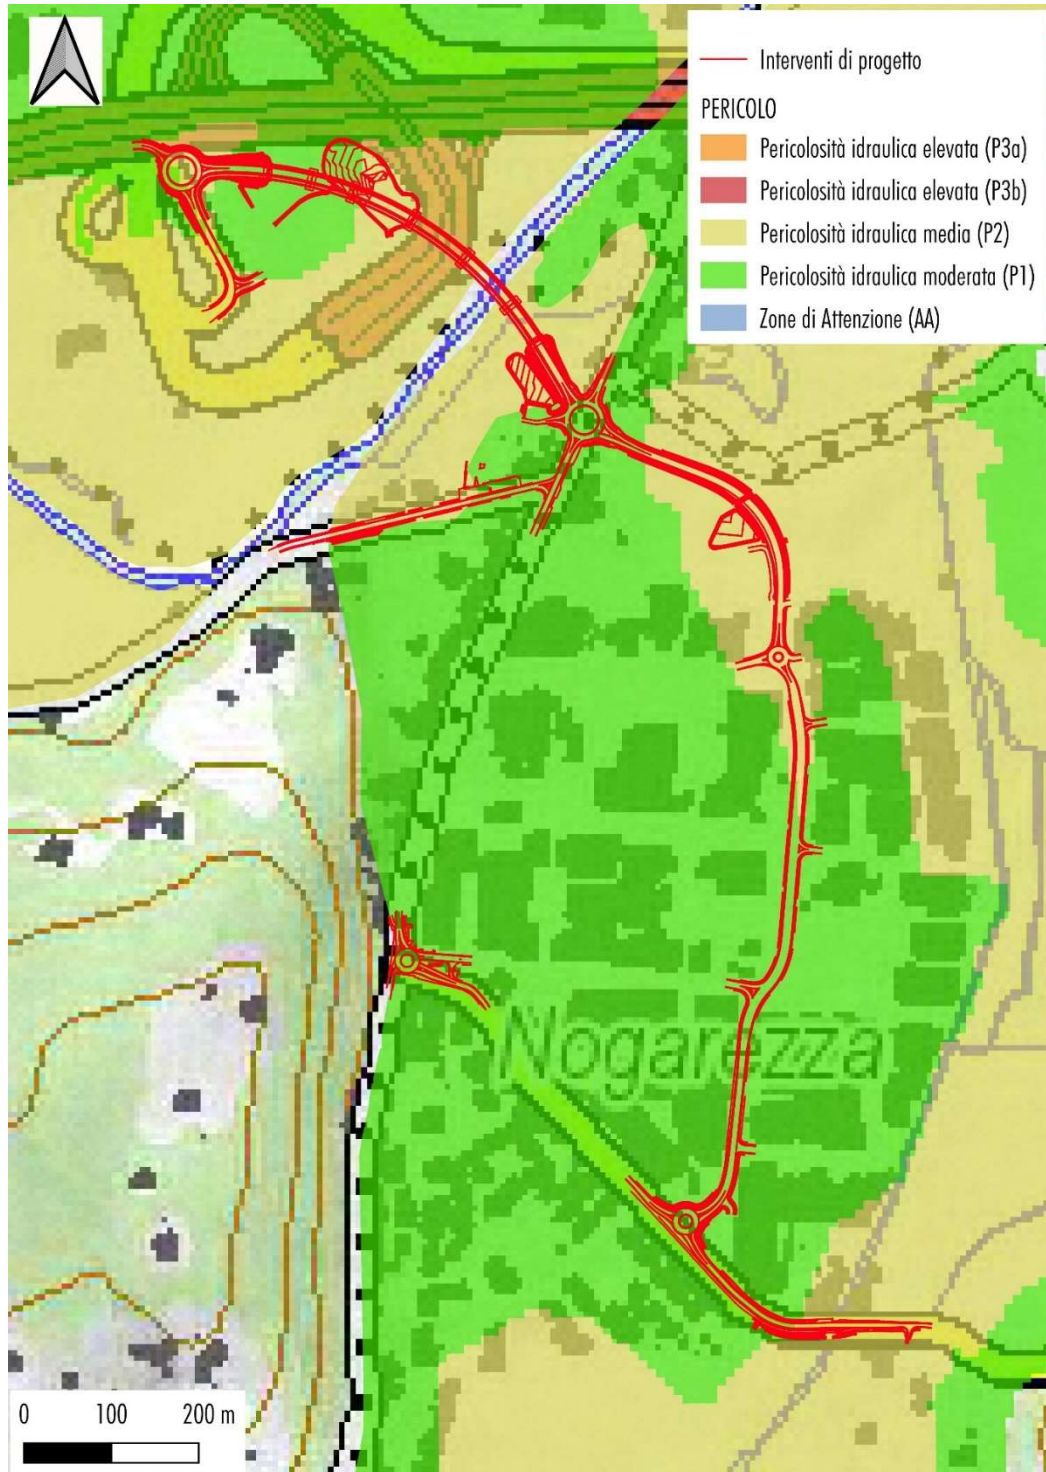 Interventi di progetto
PERICOLO
Pericolosità idraulica elevata (P3a)
Pericolosità idraulica elevata (P3b)
Pericolosità idraulica media (P2)
Pericolosità idraulica moderata (P1)
Zone di Attenzione (AA)
Nogarezza
0 100 200 m